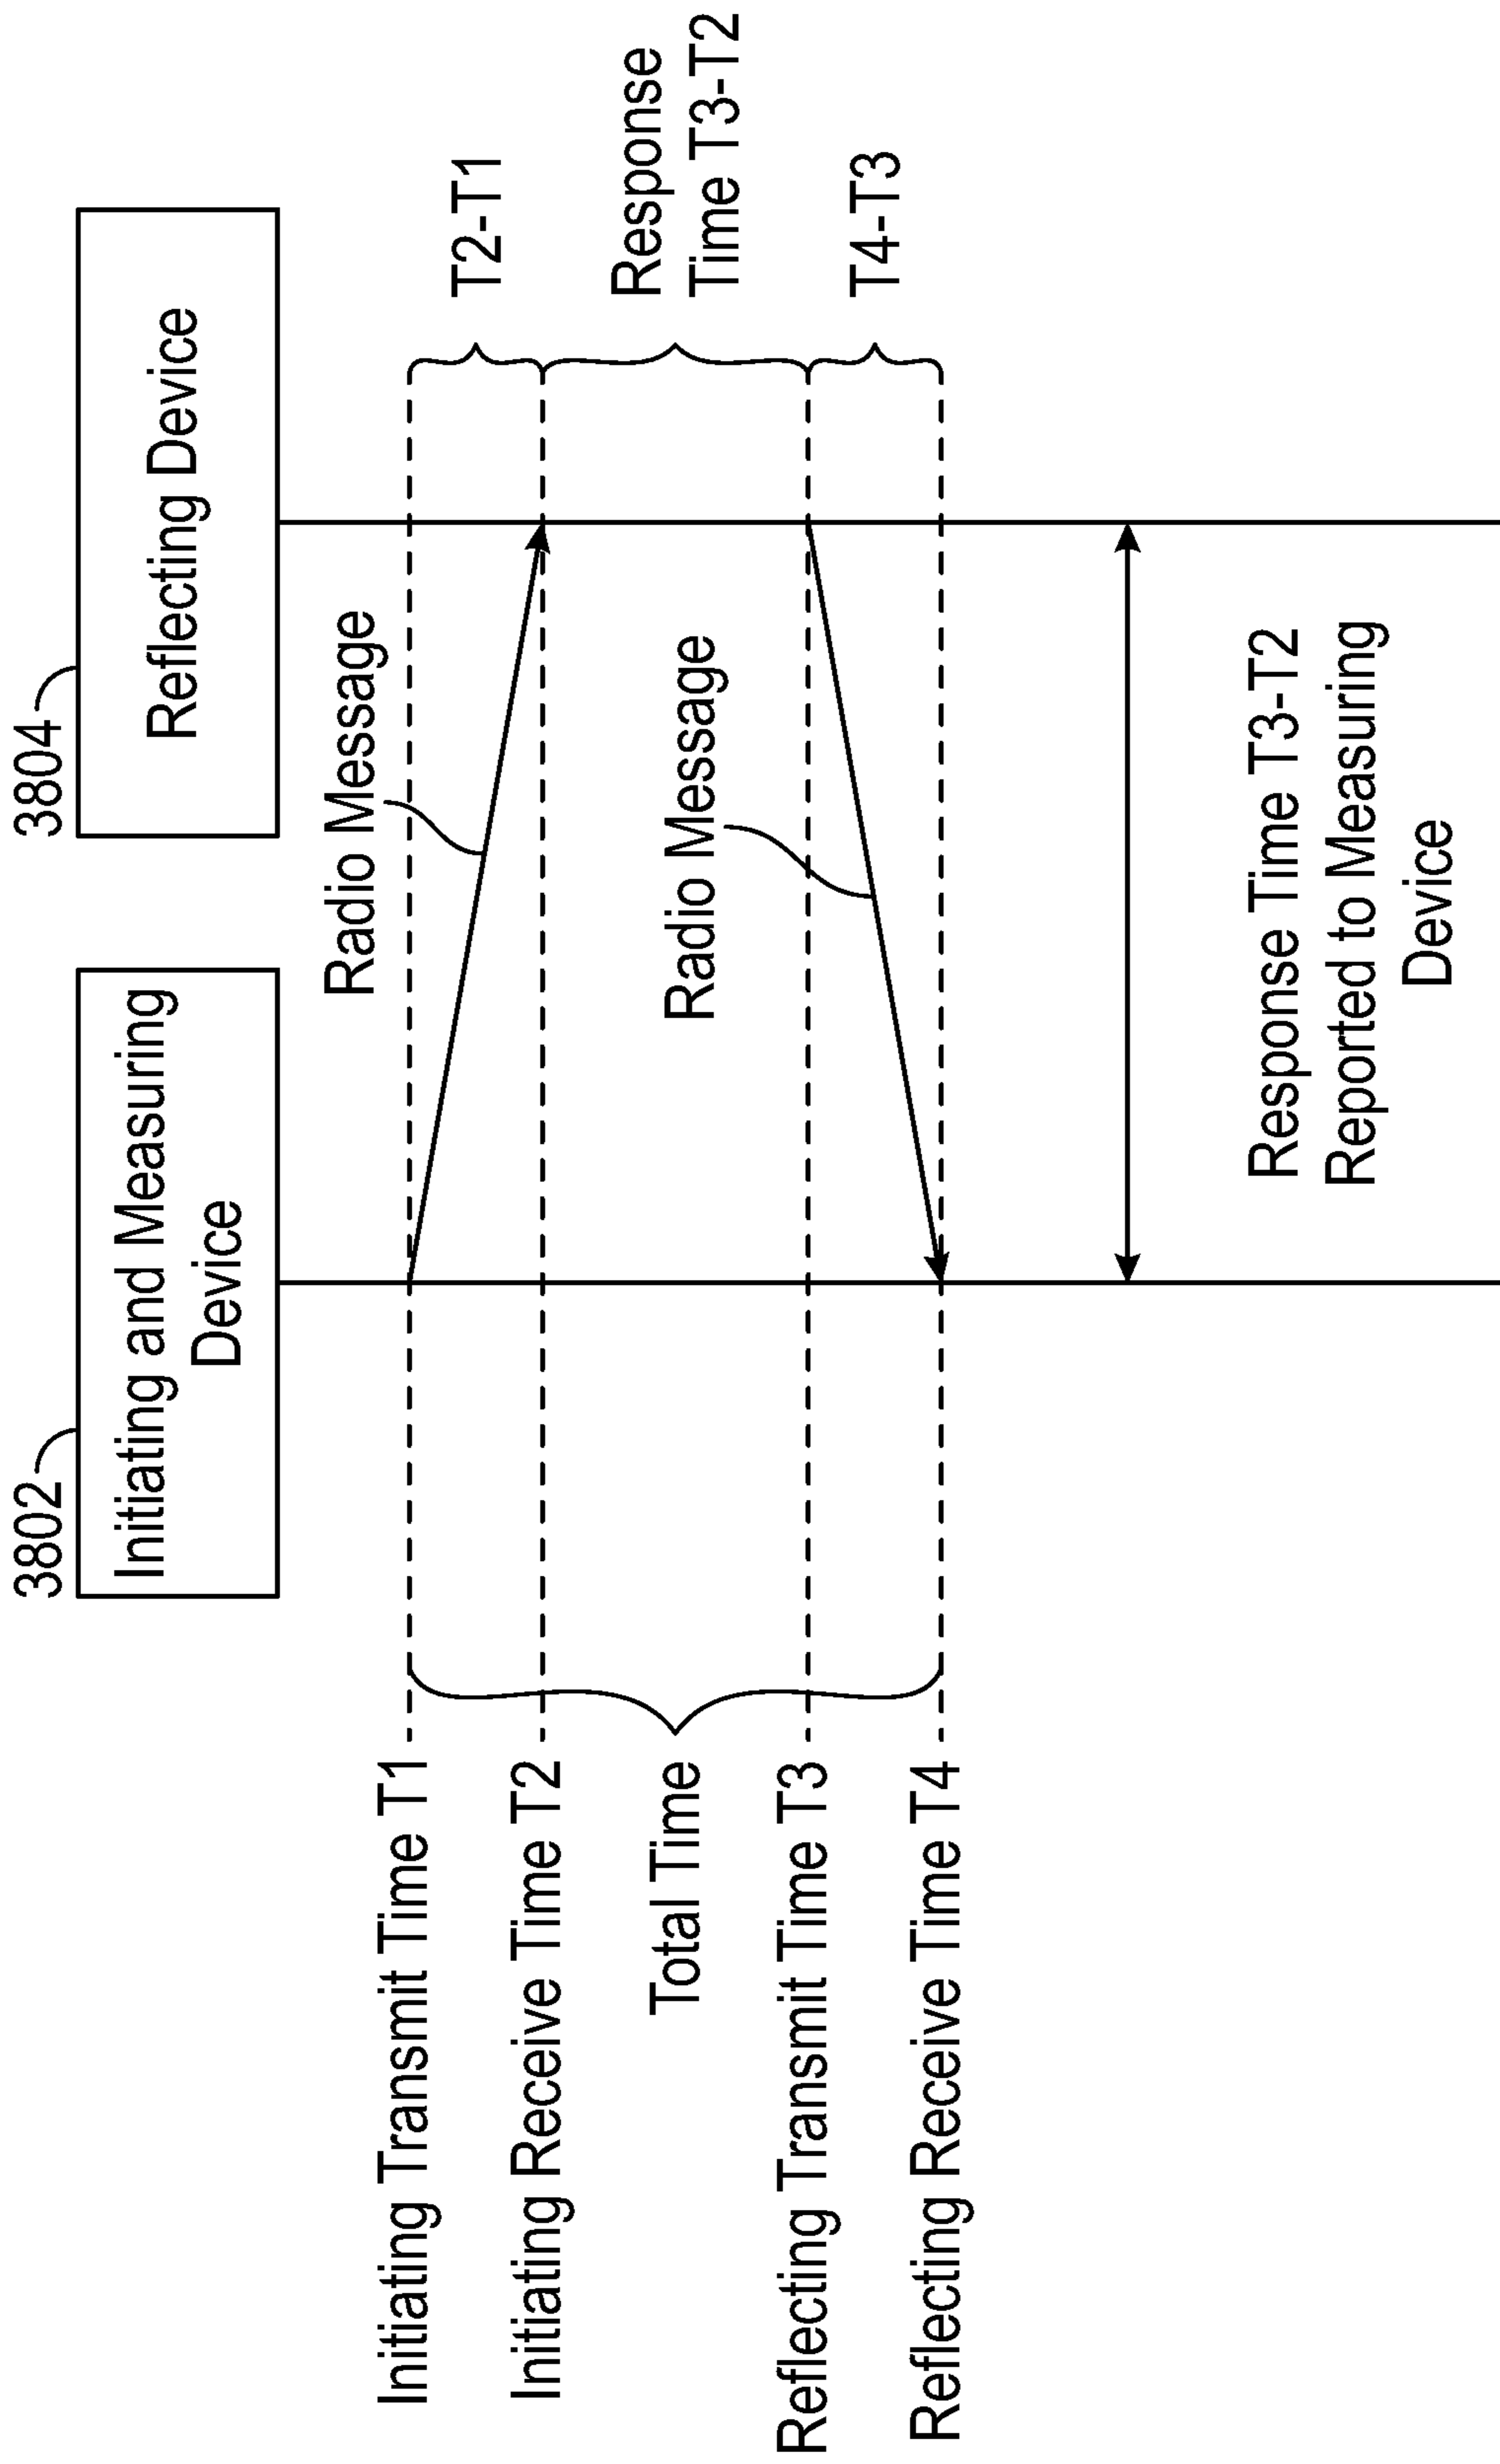 3802
Initiating and Measuring
Device
3804
Reflecting Device
Initiating Transmit Time T1
Initiating Receive Time T2
Total Time
Reflecting Transmit Time T3
Reflecting Receive Time T4
Radio Message
Radio Message
T2-T1
Response
Time T3-T2
T4-T3
Response Time T3-T2
Reported to Measuring
Device